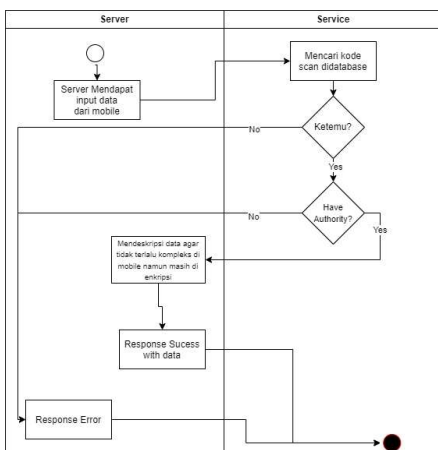 Server
Service
Mencari kode
scan didatabase
Server Mendapat
input data
dari mobile
Ketemu?
No
Yes
Have
Authority?
No
Yes
Mendeskripsi data agar
tidak terlalu kompleks di
mobile namun masih di
enkripsi
Response Sucess
with data
Response Error